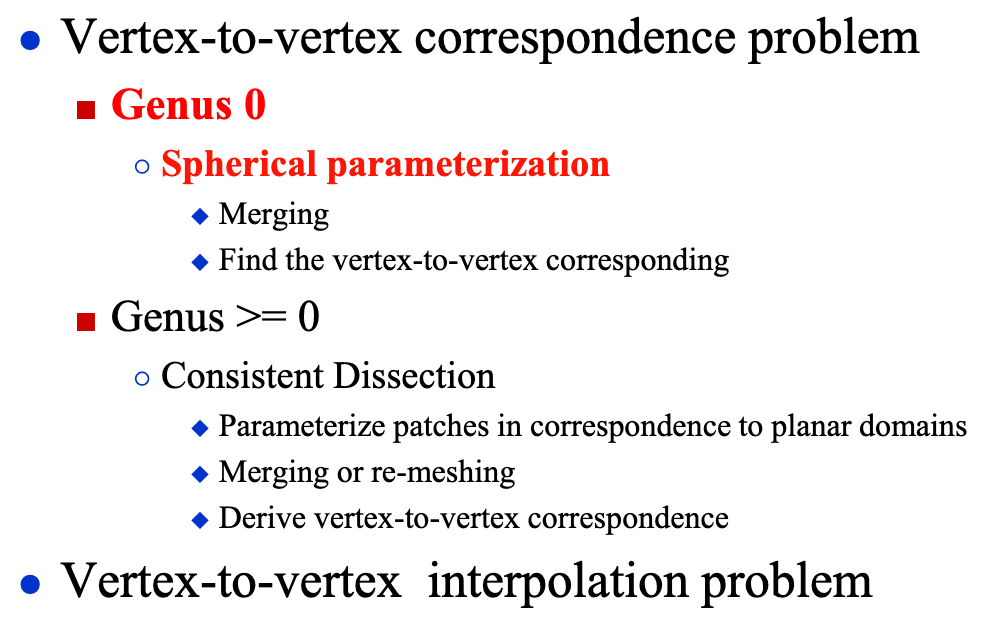 Vertex-to-vertex correspondence problem
Genus 0
Spherical parameterization
Merging
Find the vertex-to-vertex corresponding
Genus >= 0
Consistent Dissection
Parameterize patches in correspondence to planar domains
Merging or re-meshing
Derive vertex-to-vertex correspondence
Vertex-to-vertex  interpolation problem